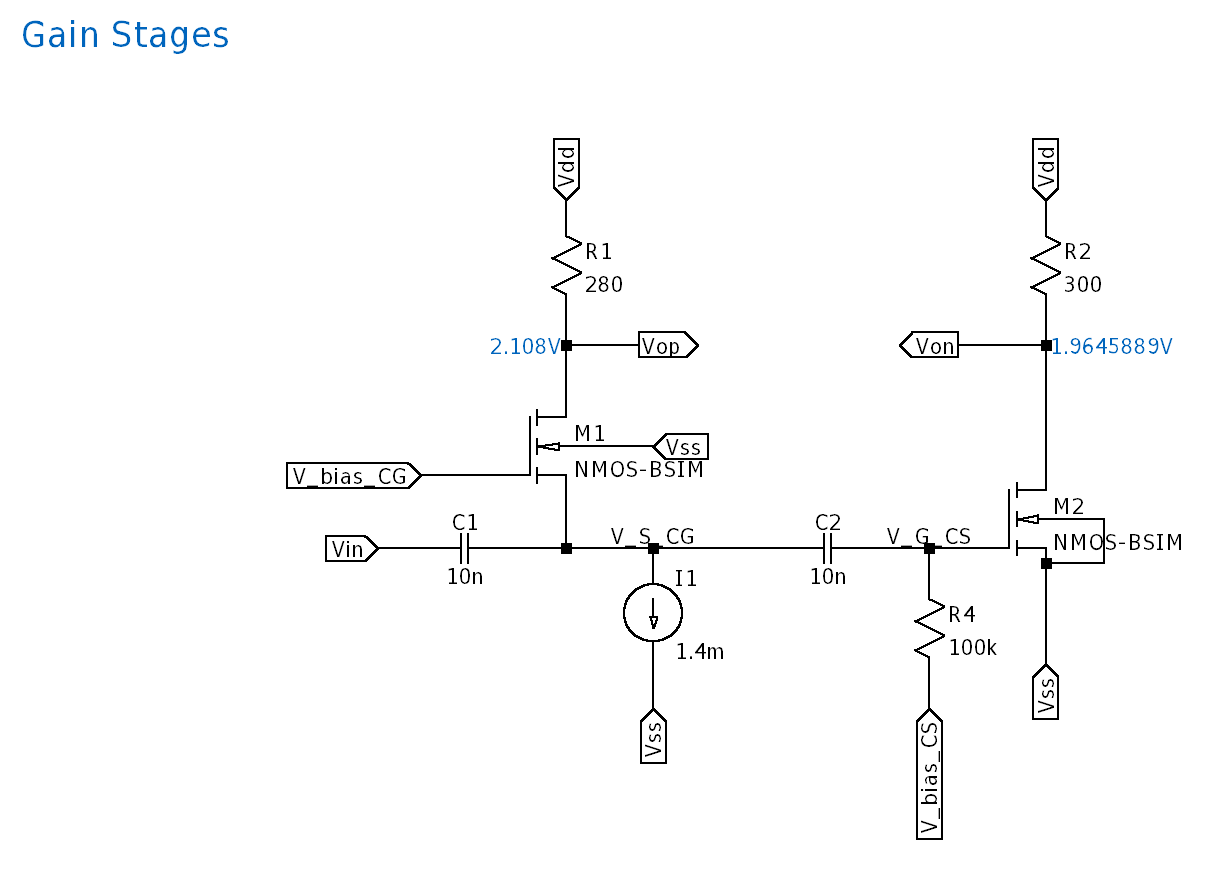 Gain Stages
Vdd
Vdd
R1
280
R2
300
2.108V
Vop
Von
1.9645889V
M1
NMOS-BSIM
Vss
V_bias_CG
M2
NMOS-BSIM
Vin
C1
10n
V_S_CG
C2
10n
V_G_CS
I1
1.4m
R4
100k
Vss
Vss
V_bias_CS